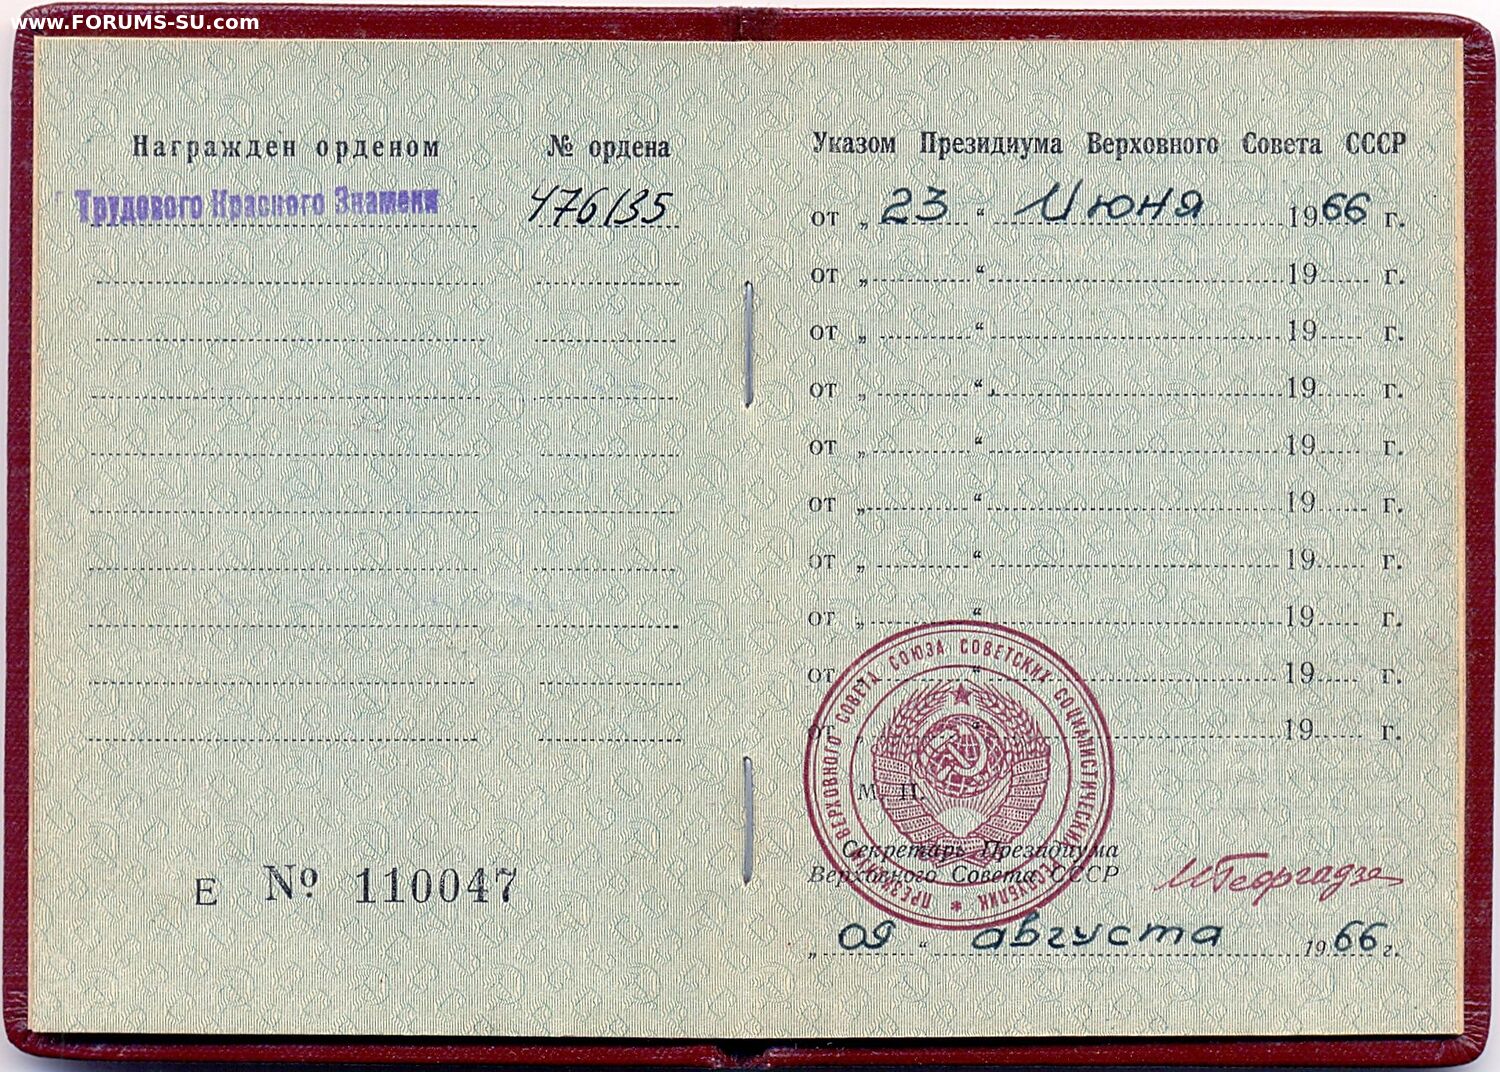 www.FORUMS-SU.com
Награжден орденом № ордена
Трудового Красного Знамени 476135
Е № 110047
Указом Президиума Верховного Совета СССР
от „ 23 “ Июня 1966 г.
от „ “ 19 г.
от „ “ 19 г.
от „ “ 19 г.
от „ “ 19 г.
от „ “ 19 г.
от „ “ 19 г.
от „ “ 19 г.
от „ “ 19 г.
от „ “ 19 г.
ПРЕЗИДИУМ ВЕРХОВНОГО СОВЕТА СОЮЗА СОВЕТСКИХ СОЦИАЛИСТИЧЕСКИХ РЕСПУБЛИК *
М. П.
Секретарь Президиума
Верховного Совета СССР
М Георгадзе
„ 09 “ августа 1966 г.